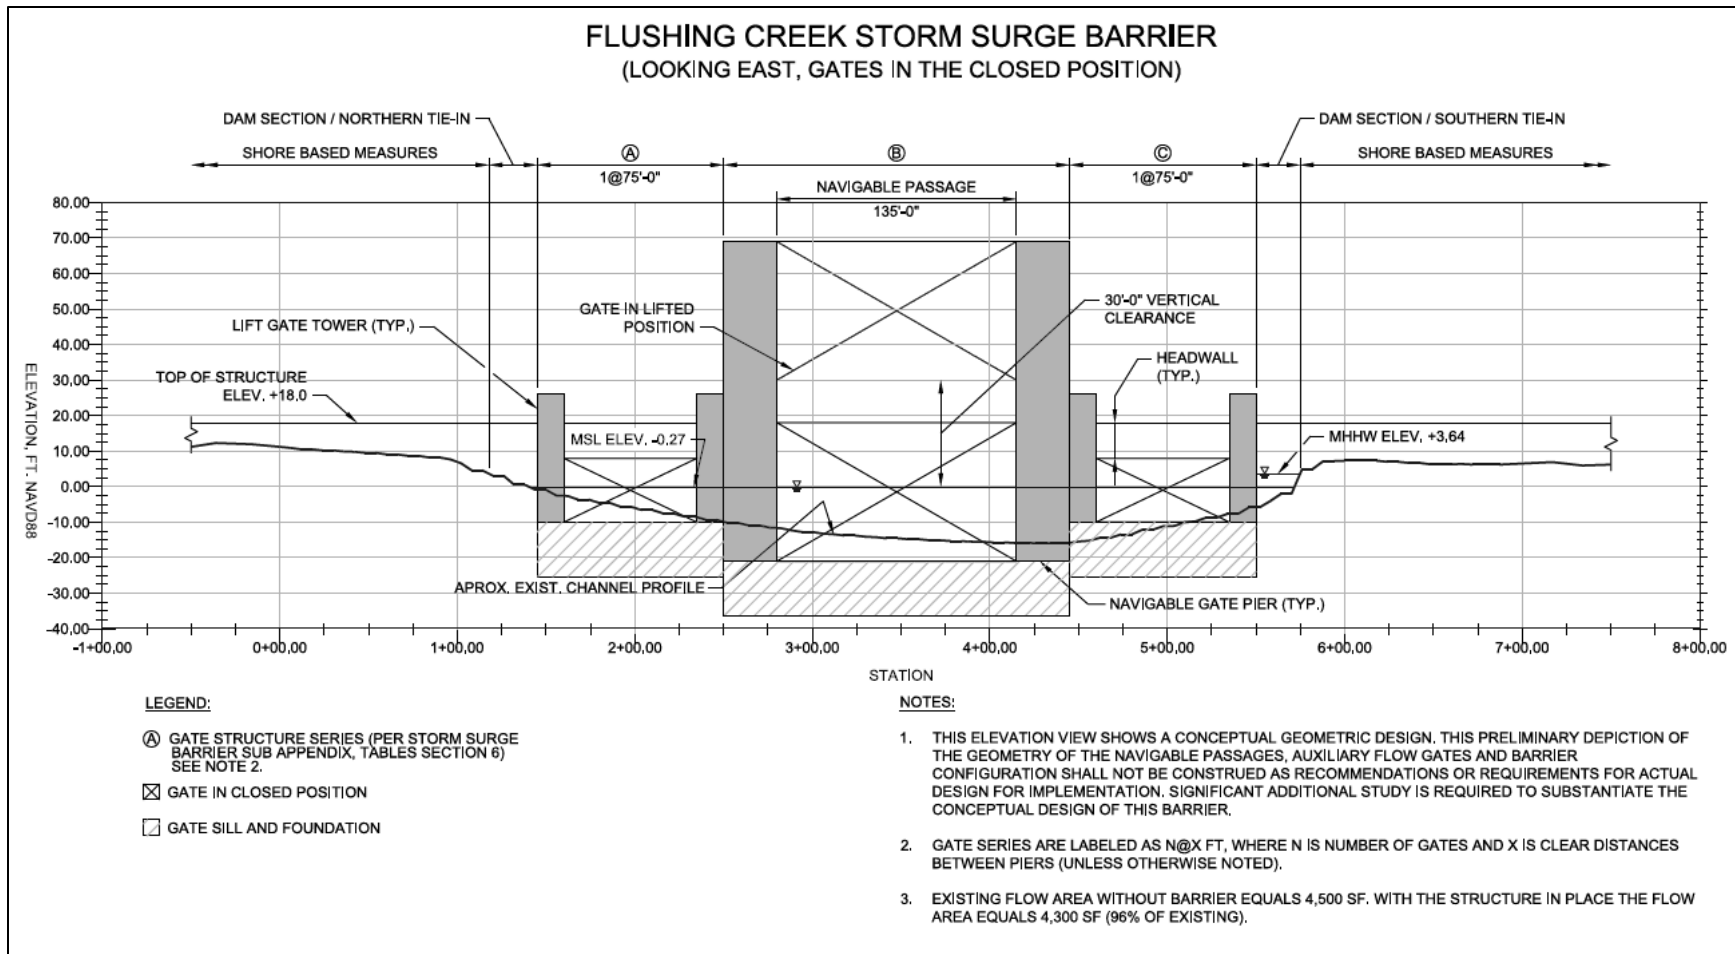 FLUSHING CREEK STORM SURGE BARRIER
(LOOKING EAST, GATES IN THE CLOSED POSITION)
DAM SECTION / NORTHERN TIE-IN
DAM SECTION / SOUTHERN TIE-IN
SHORE BASED MEASURES
A
B
C
SHORE BASED MEASURES
1@75'-0"
1@75'-0"
NAVIGABLE PASSAGE
135'-0"
80.00
70.00
60.00
50.00
40.00
30.00
20.00
10.00
0.00
-10.00
-20.00
-30.00
-40.00
ELEVATION, FT. NAVD88
GATE IN LIFTED
POSITION
30'-0" VERTICAL
CLEARANCE
LIFT GATE TOWER (TYP.)
HEADWALL
(TYP.)
TOP OF STRUCTURE
ELEV. +18.0
MSL ELEV. -0.27
MHHW ELEV. +3.64
APROX. EXIST. CHANNEL PROFILE
NAVIGABLE GATE PIER (TYP.)
-1+00.00
0+00.00
1+00.00
2+00.00
3+00.00
4+00.00
5+00.00
6+00.00
7+00.00
8+00.00
STATION
LEGEND:
A GATE STRUCTURE SERIES (PER STORM SURGE
BARRIER SUB APPENDIX, TABLES SECTION 6)
SEE NOTE 2.
GATE IN CLOSED POSITION
GATE SILL AND FOUNDATION
NOTES:
1. THIS ELEVATION VIEW SHOWS A CONCEPTUAL GEOMETRIC DESIGN. THIS PRELIMINARY DEPICTION OF
THE GEOMETRY OF THE NAVIGABLE PASSAGES, AUXILIARY FLOW GATES AND BARRIER
CONFIGURATION SHALL NOT BE CONSTRUED AS RECOMMENDATIONS OR REQUIREMENTS FOR ACTUAL
DESIGN FOR IMPLEMENTATION. SIGNIFICANT ADDITIONAL STUDY IS REQUIRED TO SUBSTANTIATE THE
CONCEPTUAL DESIGN OF THIS BARRIER.
2. GATE SERIES ARE LABELED AS N@X FT, WHERE N IS NUMBER OF GATES AND X IS CLEAR DISTANCES
BETWEEN PIERS (UNLESS OTHERWISE NOTED).
3. EXISTING FLOW AREA WITHOUT BARRIER EQUALS 4,500 SF. WITH THE STRUCTURE IN PLACE THE FLOW
AREA EQUALS 4,300 SF (96% OF EXISTING).